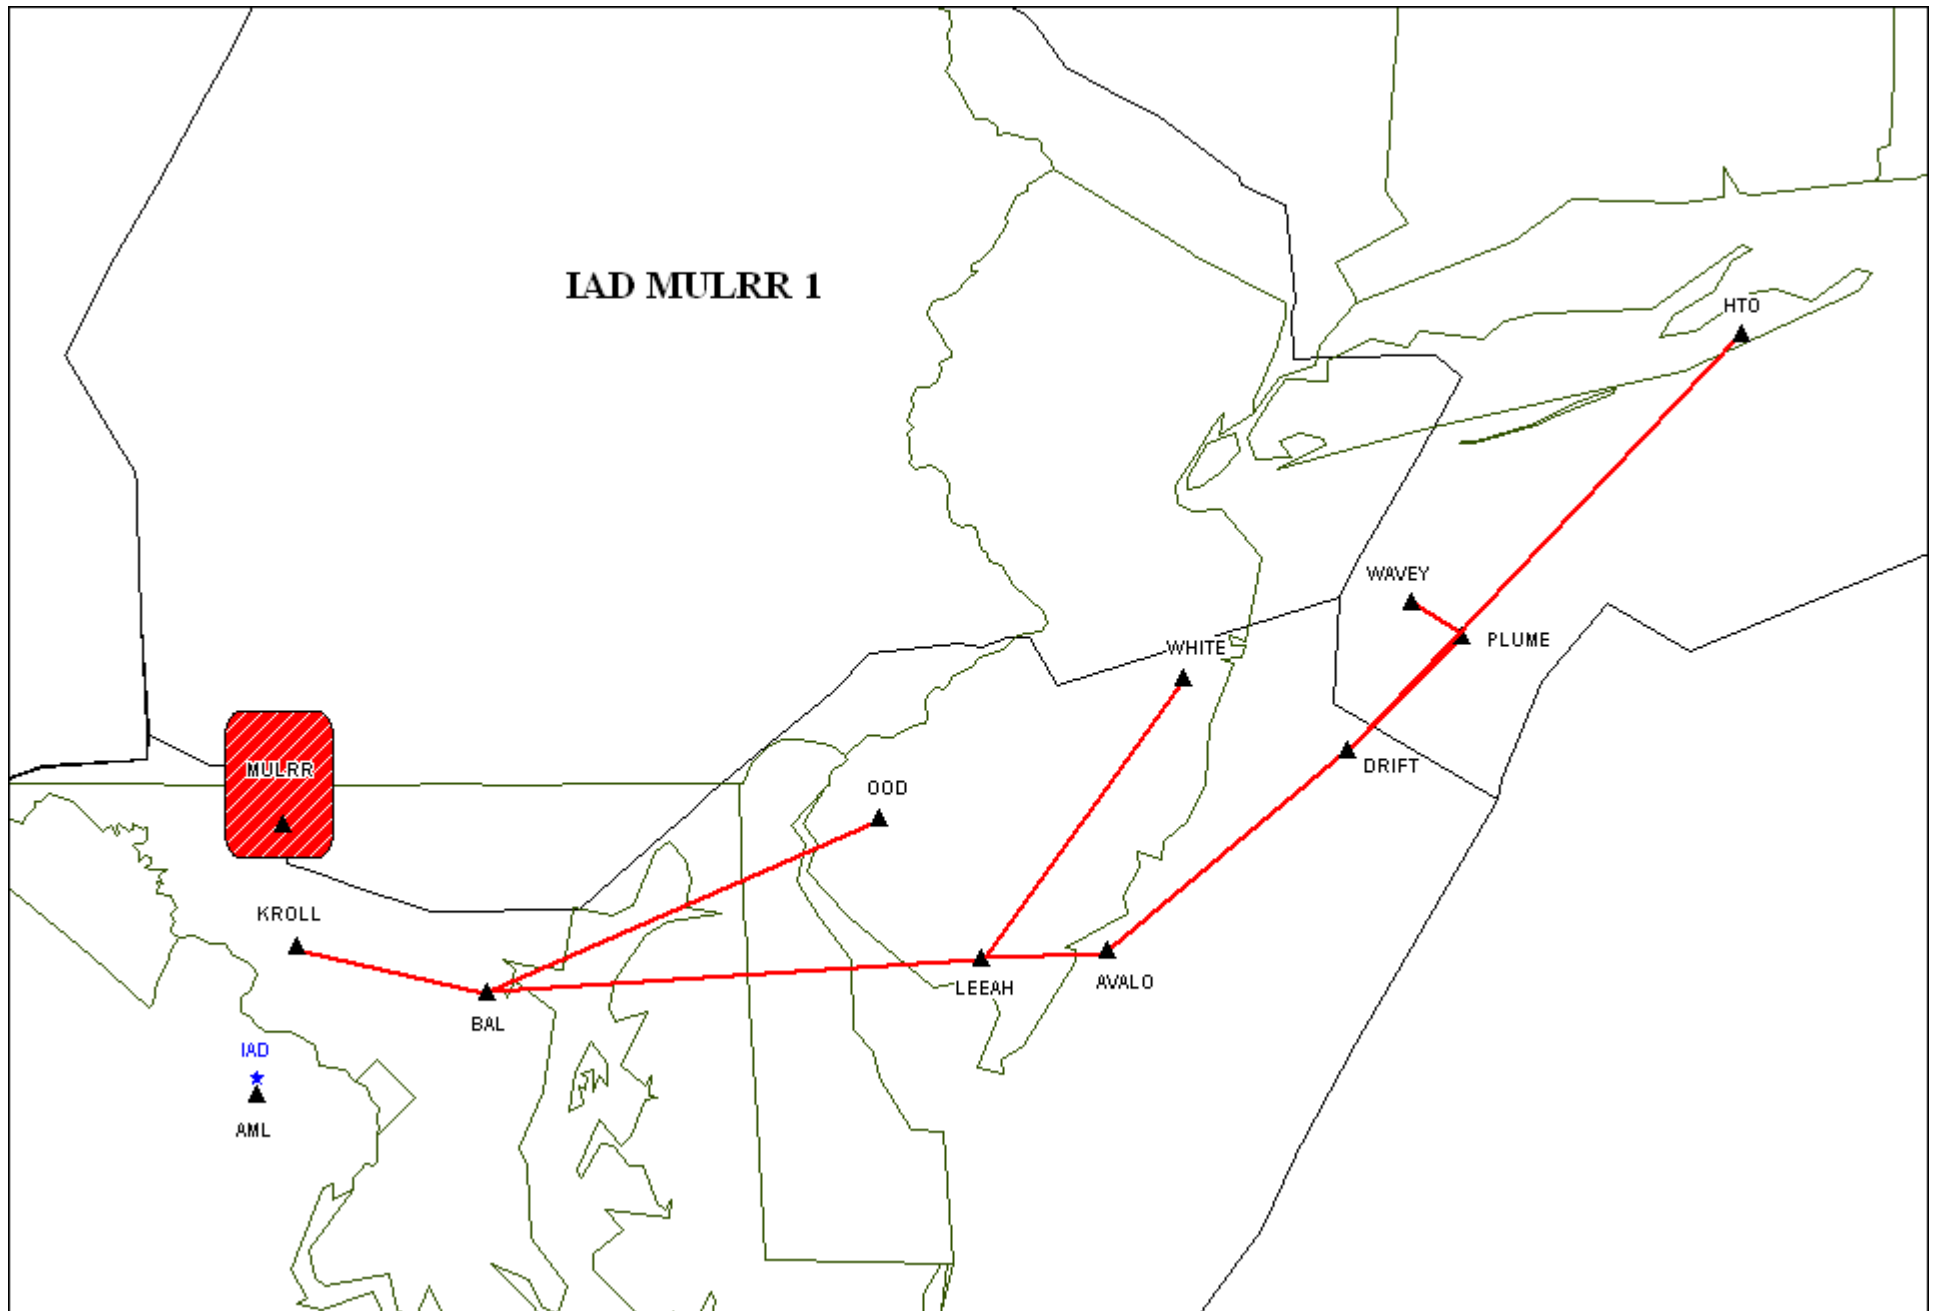 IAD MULRR 1
HTO
WAVEY
PLUME
WHITE
DRIFT
MULRR
OOD
KROLL
LEEAH
AVALO
BAL
IAD
AML